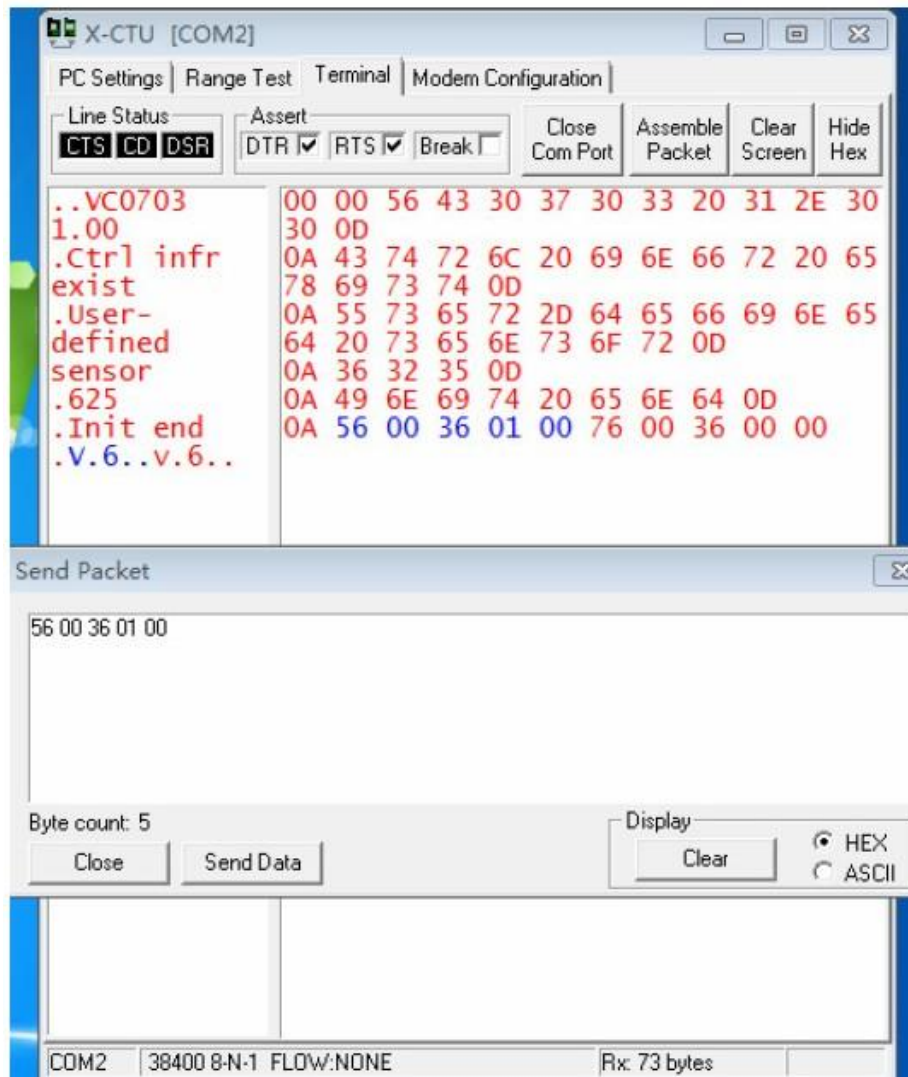 X-CTU [COM2]
PC Settings Range Test Terminal Modem Configuration
Line Status Assert
CTS CD DSR DTR RTS Break Close Com Port Assemble Packet Clear Screen Hide Hex
..VC0703
1.00
.Ctrl infr
exist
.User-
defined
sensor
.625
.Init end
.V.6..v.6..
00 00 56 43 30 37 30 33 20 31 2E 30
30 0D
0A 43 74 72 6C 20 69 6E 66 72 20 65
78 69 73 74 0D
0A 55 73 65 72 2D 64 65 66 69 6E 65
64 20 73 65 6E 73 6F 72 0D
0A 36 32 35 0D
0A 49 6E 69 74 20 65 6E 64 0D
0A 56 00 36 01 00 76 00 36 00 00
Send Packet
56 00 36 01 00
Byte count: 5
Close Send Data
Display
Clear
HEX
ASCII
COM2 38400 8-N-1 FLOW:NONE Rx: 73 bytes